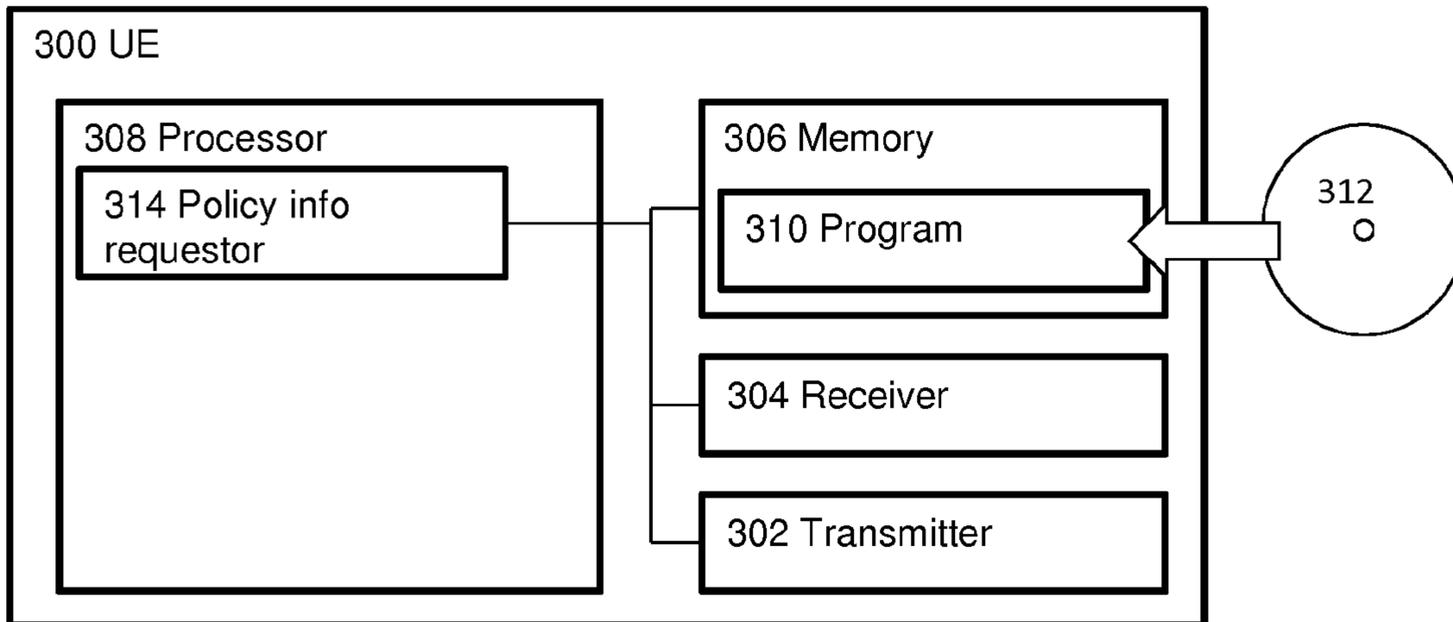 300 UE
308 Processor
314 Policy info
requestor
306 Memory
310 Program
312
304 Receiver
302 Transmitter